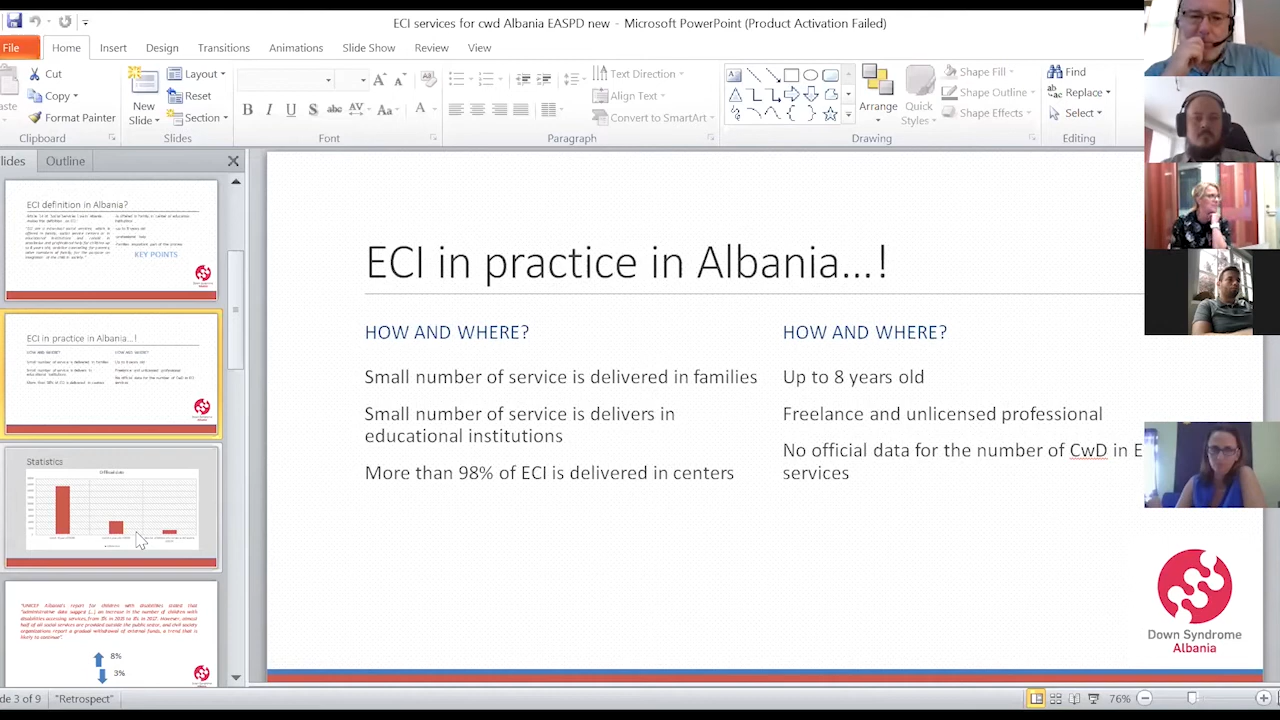 ECI services for cwd Albania EASPD new - Microsoft PowerPoint (Product Activation Failed)
File Home Insert Design Transitions Animations Slide Show Review View
Cut
Copy
Format Painter
Clipboard
New
Slide
Layout
Reset
Section
Slides
Font
Text Direction
Align Text
Convert to SmartArt
Paragraph
Arrange
Quick
Styles
Shape Fill
Shape Outline
Shape Effects
Drawing
Find
Replace
Select
Editing
Outline
ECI definition in Albania?
KEY POINTS
ECI in practice in Albania...!
Statistics
8%
3%
ECI in practice in Albania...!
HOW AND WHERE?
Small number of service is delivered in families
Small number of service is delivers in
educational institutions
More than 98% of ECI is delivered in centers
HOW AND WHERE?
Up to 8 years old
Freelance and unlicensed professional
No official data for the number of CwD in
services
Down Syndrome
Albania
3 of 9 "Retrospect" 76%